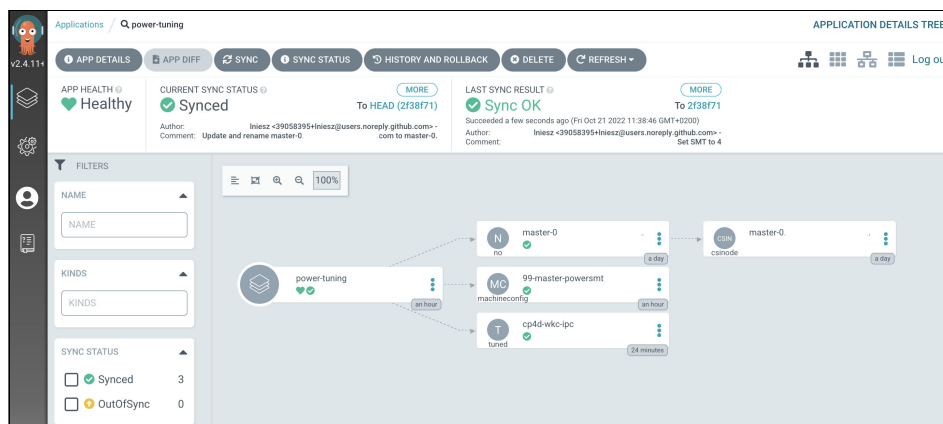 Applications / power-tuning
APPLICATION DETAILS TREE
v2.4.11+
APP DETAILS APP DIFF SYNC SYNC STATUS HISTORY AND ROLLBACK DELETE REFRESH
Log ou
APP HEALTH
Healthy
CURRENT SYNC STATUS
MORE
Synced
To HEAD (2f38f71)
Author: Iniesz <39058395+Iniesz@users.noreply.github.com> -
Comment: Update and rename master-0 com to master-0.
LAST SYNC RESULT
MORE
Sync OK
To 2f38f71
Succeeded a few seconds ago (Fri Oct 21 2022 11:38:46 GMT+0200)
Author: Iniesz <39058395+Iniesz@users.noreply.github.com> -
Comment: Set SMT to 4
FILTERS
NAME
NAME
KINDS
KINDS
SYNC STATUS
Synced 3
OutOfSync 0
100%
power-tuning
an hour
N
no
master-0
a day
CSIN
csinode
master-0.
a day
MC
machineconfig
99-master-powersmt
an hour
T
tuned
cp4d-wkc-ipc
24 minutes